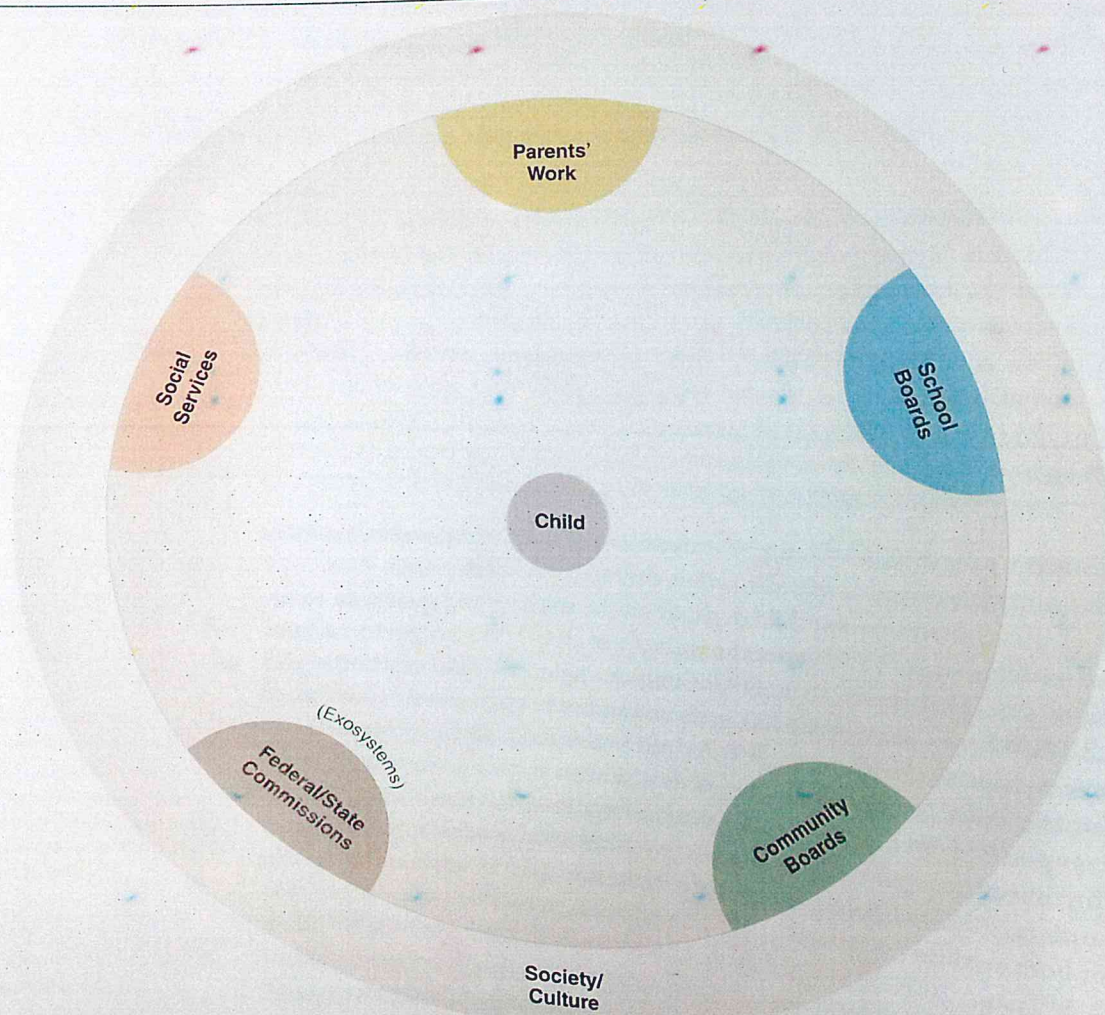 Parents'
Work
Social
Services
School
Boards
Child
(Exosystems)
Federal/State
Commissions
Community
Boards
Society/
Culture